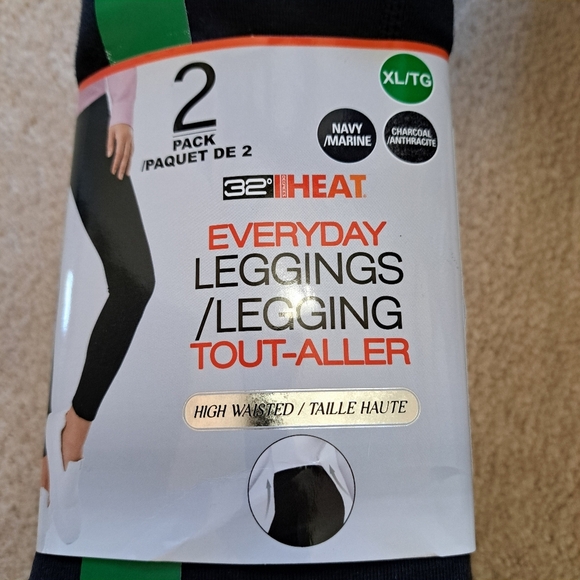 2
PACK
/PAQUET DE 2
XL/TG
NAVY
/MARINE
CHARCOAL
/ANTHRACITE
32° HEAT
EVERYDAY
LEGGINGS
/LEGGING
TOUT-ALLER
HIGH WAISTED / TAILLE HAUTE